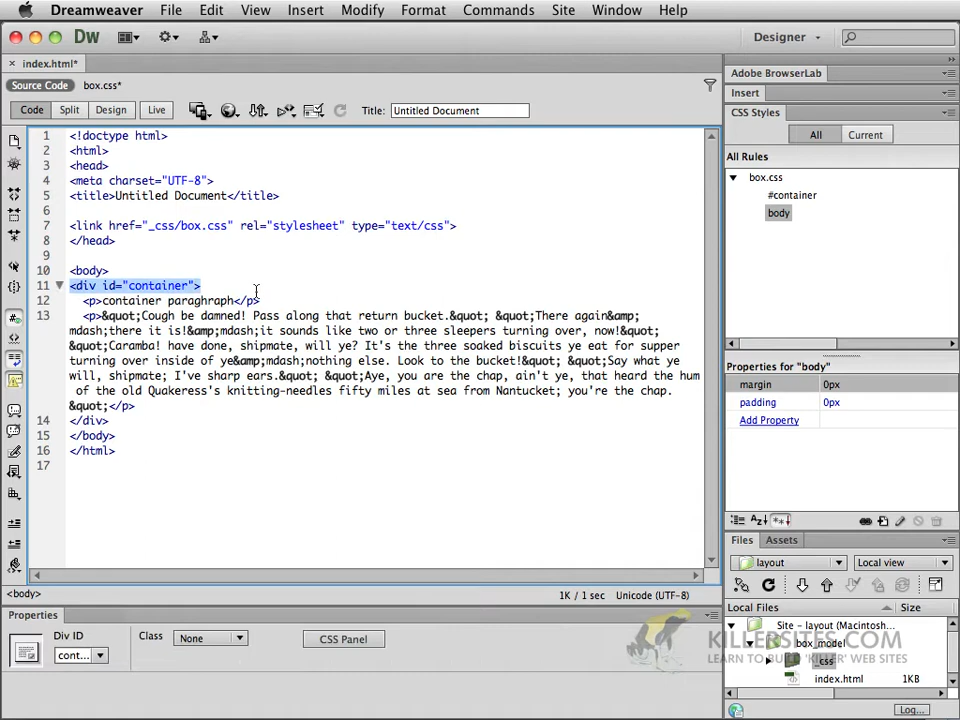 Dreamweaver File Edit View Insert Modify Format Commands Site Window Help
Dw Designer
index.html*
Source Code box.css*
Code Split Design Live Title: Untitled Document
Adobe BrowserLab
Insert
CSS Styles
All Current
All Rules
box.css
#container
body
1 <!doctype html>
2 <html>
3 <head>
4 <meta charset="UTF-8">
5 <title>Untitled Document</title>
6
7 <link href="_css/box.css" rel="stylesheet" type="text/css">
8 </head>
9
10 <body>
11 <div id="container">
12 <p>container paraghraph</p>
13 <p>&quot;Cough be damned! Pass along that return bucket.&quot; &quot;There again&amp;
mdash;there it is!&amp;mdash;it sounds like two or three sleepers turning over, now!&quot;
&quot;Caramba! have done, shipmate, will ye? It's the three soaked biscuits ye eat for supper
turning over inside of ye&amp;mdash;nothing else. Look to the bucket!&quot; &quot;Say what ye
will, shipmate; I've sharp ears.&quot; &quot;Aye, you are the chap, ain't ye, that heard the hum
of the old Quakeress's knitting-needles fifty miles at sea from Nantucket; you're the chap.
&quot;</p>
14 </div>
15 </body>
16 </html>
17
Properties for "body"
margin 0px
padding 0px
Add Property
Files Assets
layout Local view
Local Files Size
Site - layout (Macintosh...
box_model
_css
index.html 1KB
Log...
<body> 1K / 1 sec Unicode (UTF-8)
Properties
Div ID Class None CSS Panel
cont...
KILLERSITES.COM
LEARN TO BUILD 'KILLER' WEB SITES